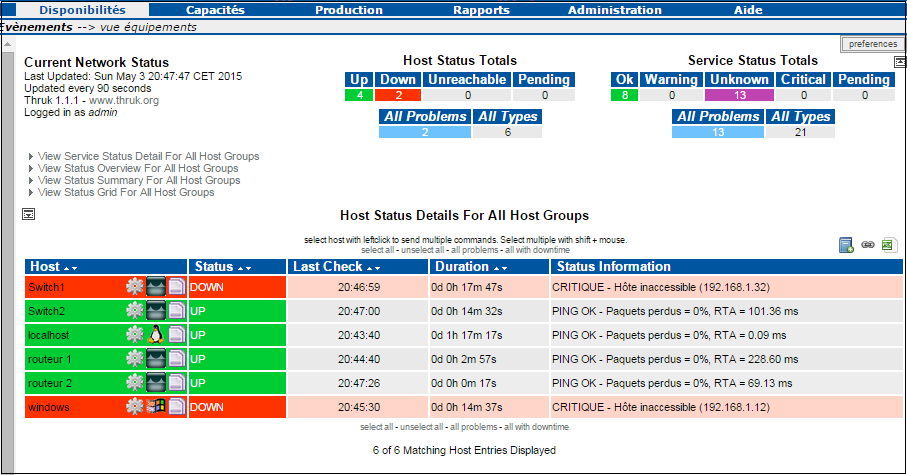 Disponibilités Capacités Production Rapports Administration Aide
Evènements --> vue équipements
preferences
Current Network Status
Last Updated: Sun May 3 20:47:47 CET 2015
Updated every 90 seconds
Thruk 1.1.1 - www.thruk.org
Logged in as admin
Host Status Totals
Up Down Unreachable Pending
4 2 0 0
All Problems All Types
2 6
Service Status Totals
Ok Warning Unknown Critical Pending
8 0 13 0 0
All Problems All Types
13 21
View Service Status Detail For All Host Groups
View Status Overview For All Host Groups
View Status Summary For All Host Groups
View Status Grid For All Host Groups
Host Status Details For All Host Groups
select host with leftclick to send multiple commands. Select multiple with shift + mouse.
select all - unselect all - all problems - all with downtime
Host Status Last Check Duration Status Information
Switch1 DOWN 20:46:59 0d 0h 17m 47s CRITIQUE - Hôte inaccessible (192.168.1.32)
Switch2 UP 20:47:00 0d 0h 14m 32s PING OK - Paquets perdus = 0%, RTA = 101.36 ms
localhost UP 20:43:40 0d 1h 17m 17s PING OK - Paquets perdus = 0%, RTA = 0.09 ms
routeur 1 UP 20:44:40 0d 0h 2m 57s PING OK - Paquets perdus = 0%, RTA = 228.60 ms
routeur 2 UP 20:47:26 0d 0h 0m 17s PING OK - Paquets perdus = 0%, RTA = 69.13 ms
windows DOWN 20:45:30 0d 0h 14m 37s CRITIQUE - Hôte inaccessible (192.168.1.12)
select all - unselect all - all problems - all with downtime
6 of 6 Matching Host Entries Displayed